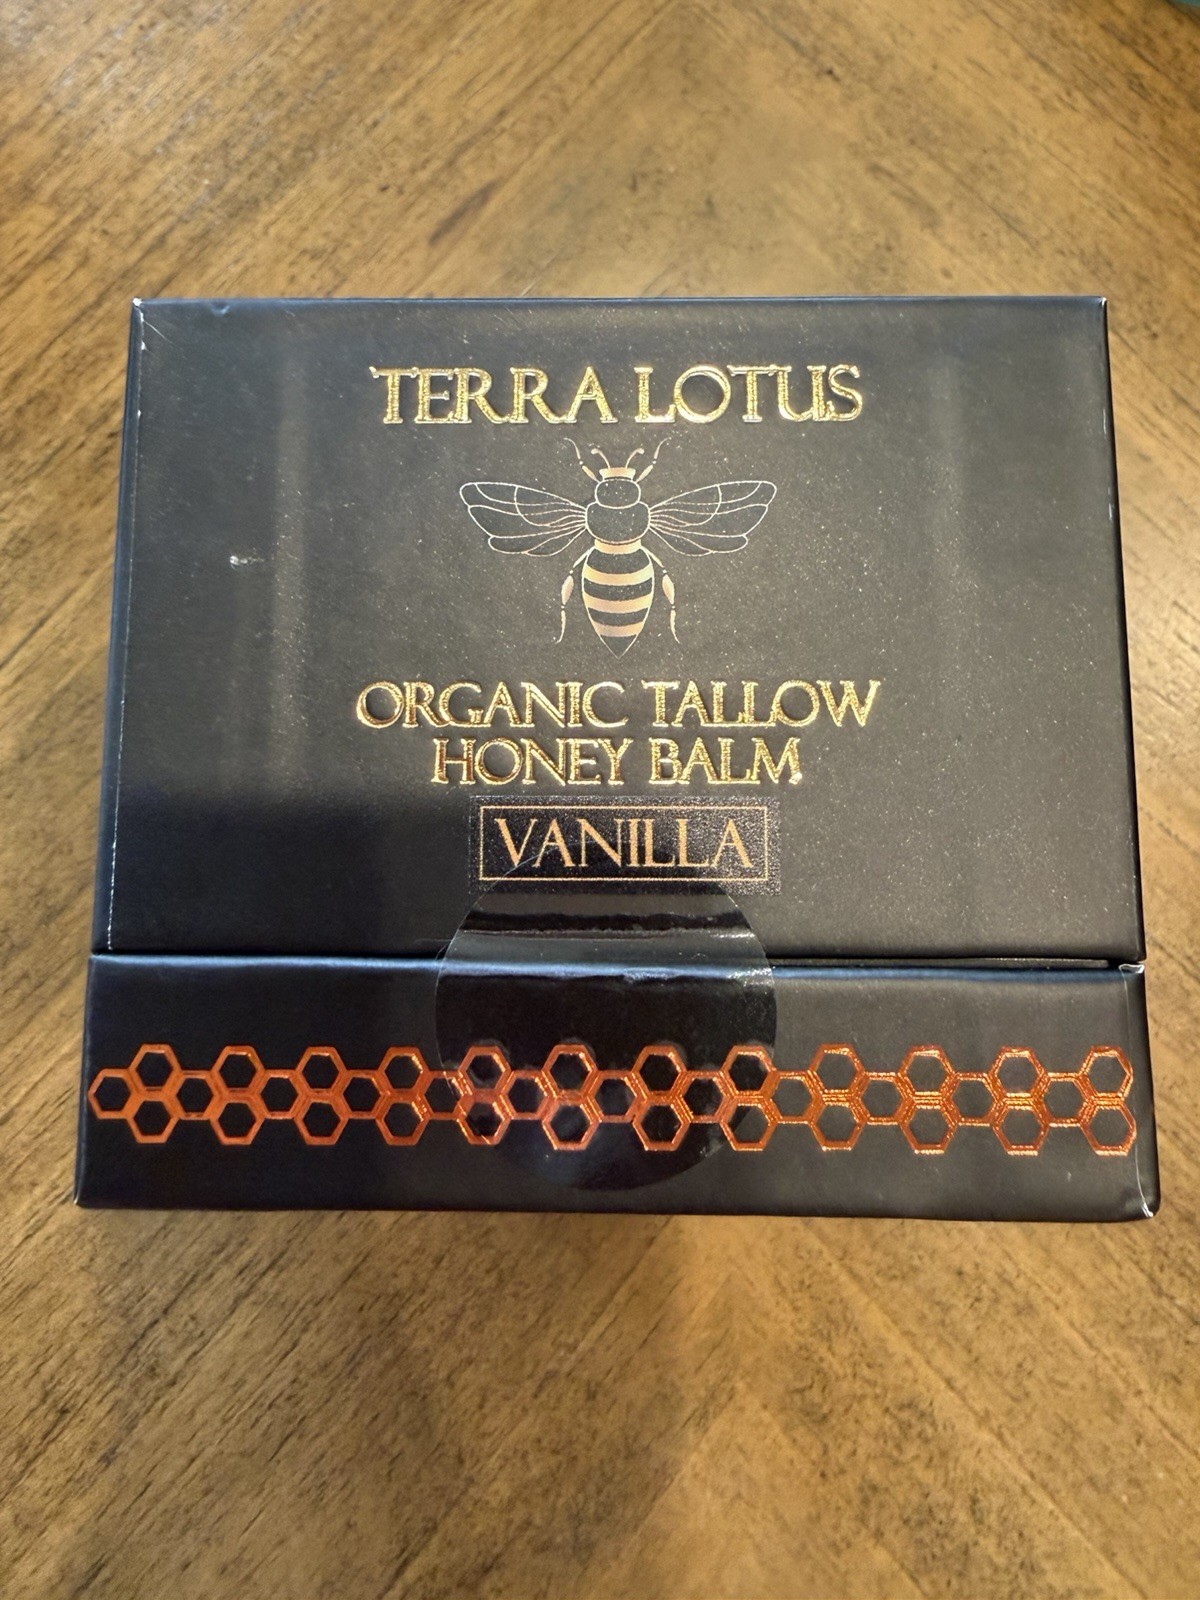 TERRA LOTUS
ORGANIC TALLOW
HONEY BALM
VANILLA